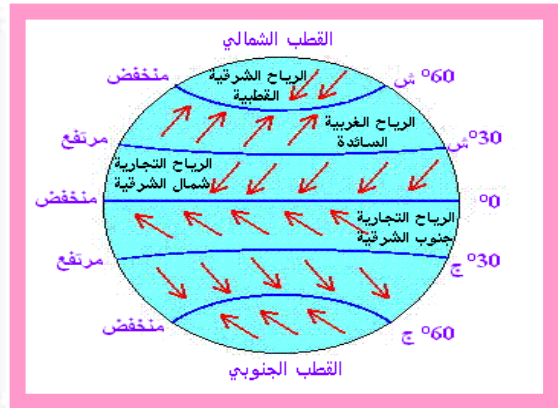 القطب الشمالي
الرياح الشرقية
القطبية
منخفض
60° ش
الرياح الغربية
السائدة
مرتفع
30° ش
الرياح التجارية
شمال الشرقية
منخفض
0°
الرياح التجارية
جنوب الشرقية
مرتفع
30° ج
منخفض
60° ج
القطب الجنوبي